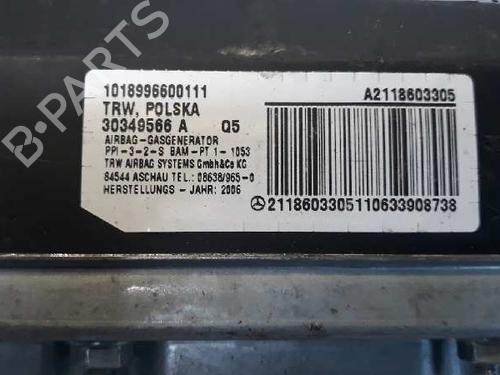 1018996600111
A2118603305
TRW, POLSKA
30349566 A Q5
AIRBAG-GASGENERATOR
PPI-3-2-S BAM-PT 1-1053
TRW AIRBAG SYSTEMS GmbH&Co KG
84544 ASCHAU TEL.: 08638/965-0
HERSTELLUNGS - JAHR: 2006
2118603305110633908738